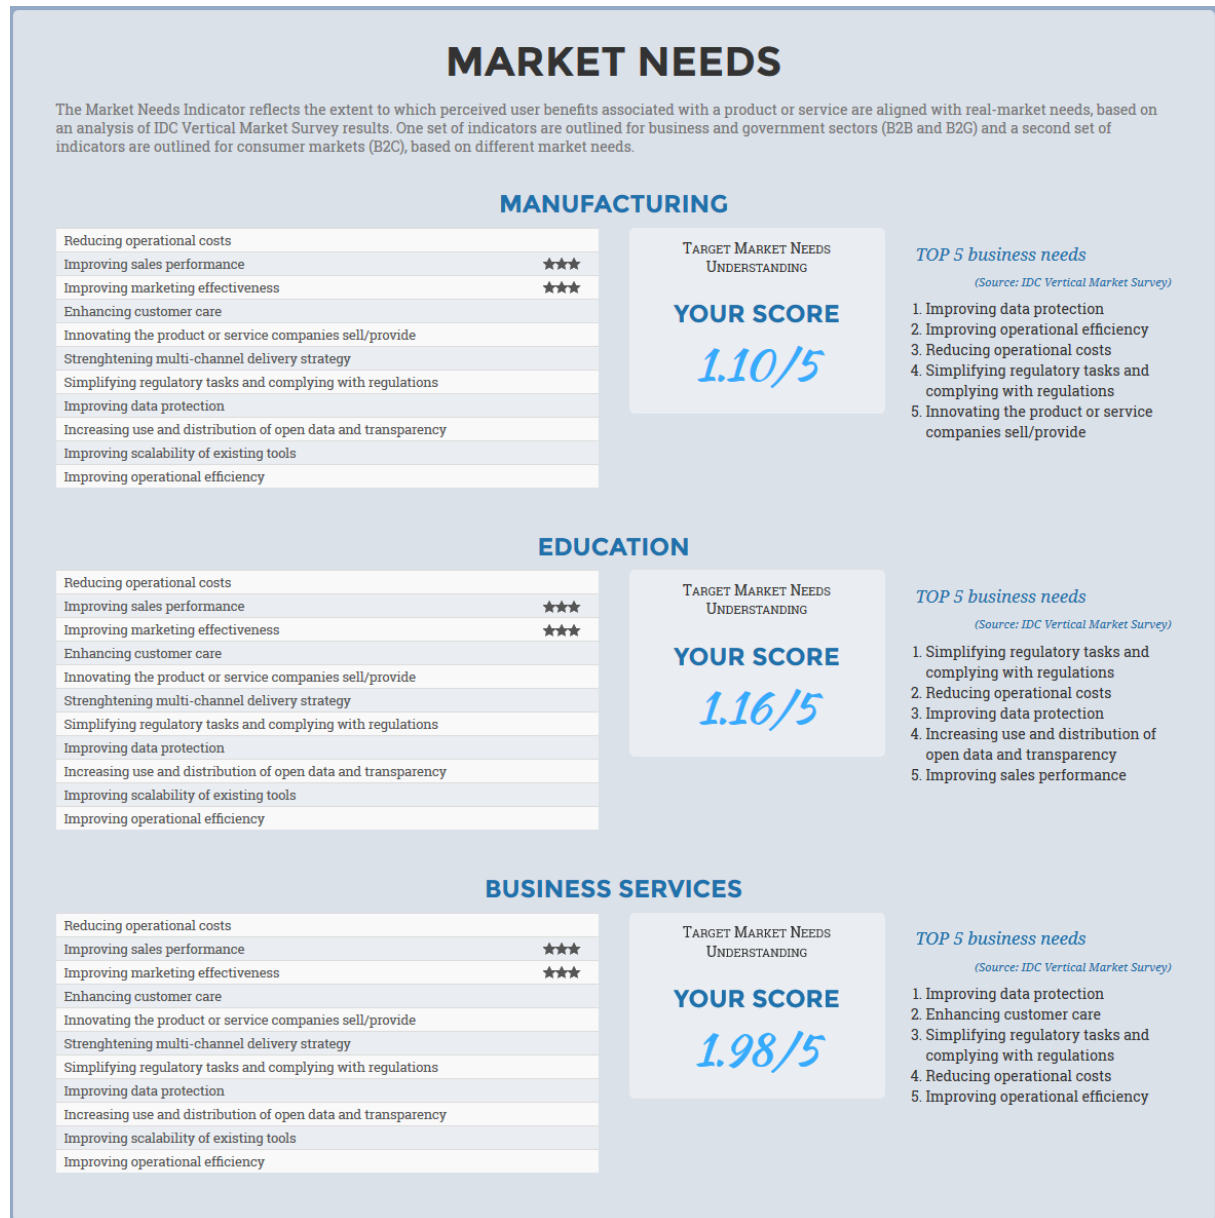 MARKET NEEDS
The Market Needs Indicator reflects the extent to which perceived user benefits associated with a product or service are aligned with real-market needs, based on
an analysis of IDC Vertical Market Survey results. One set of indicators are outlined for business and government sectors (B2B and B2G) and a second set of
indicators are outlined for consumer markets (B2C), based on different market needs.
MANUFACTURING
Reducing operational costs
Improving sales performance ★★★
Improving marketing effectiveness ★★★
Enhancing customer care
Innovating the product or service companies sell/provide
Strenghtening multi-channel delivery strategy
Simplifying regulatory tasks and complying with regulations
Improving data protection
Increasing use and distribution of open data and transparency
Improving scalability of existing tools
Improving operational efficiency
Target Market Needs
Understanding
YOUR SCORE
1.10/5
TOP 5 business needs
(Source: IDC Vertical Market Survey)
1. Improving data protection
2. Improving operational efficiency
3. Reducing operational costs
4. Simplifying regulatory tasks and
complying with regulations
5. Innovating the product or service
companies sell/provide
EDUCATION
Reducing operational costs
Improving sales performance ★★★
Improving marketing effectiveness ★★★
Enhancing customer care
Innovating the product or service companies sell/provide
Strenghtening multi-channel delivery strategy
Simplifying regulatory tasks and complying with regulations
Improving data protection
Increasing use and distribution of open data and transparency
Improving scalability of existing tools
Improving operational efficiency
Target Market Needs
Understanding
YOUR SCORE
1.16/5
TOP 5 business needs
(Source: IDC Vertical Market Survey)
1. Simplifying regulatory tasks and
complying with regulations
2. Reducing operational costs
3. Improving data protection
4. Increasing use and distribution of
open data and transparency
5. Improving sales performance
BUSINESS SERVICES
Reducing operational costs
Improving sales performance ★★★
Improving marketing effectiveness ★★★
Enhancing customer care
Innovating the product or service companies sell/provide
Strenghtening multi-channel delivery strategy
Simplifying regulatory tasks and complying with regulations
Improving data protection
Increasing use and distribution of open data and transparency
Improving scalability of existing tools
Improving operational efficiency
Target Market Needs
Understanding
YOUR SCORE
1.98/5
TOP 5 business needs
(Source: IDC Vertical Market Survey)
1. Improving data protection
2. Enhancing customer care
3. Simplifying regulatory tasks and
complying with regulations
4. Reducing operational costs
5. Improving operational efficiency